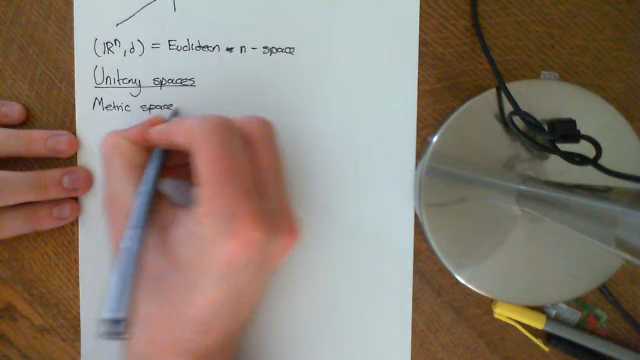 (ℝⁿ, d) = Euclidean n-space
Unitary spaces
Metric space